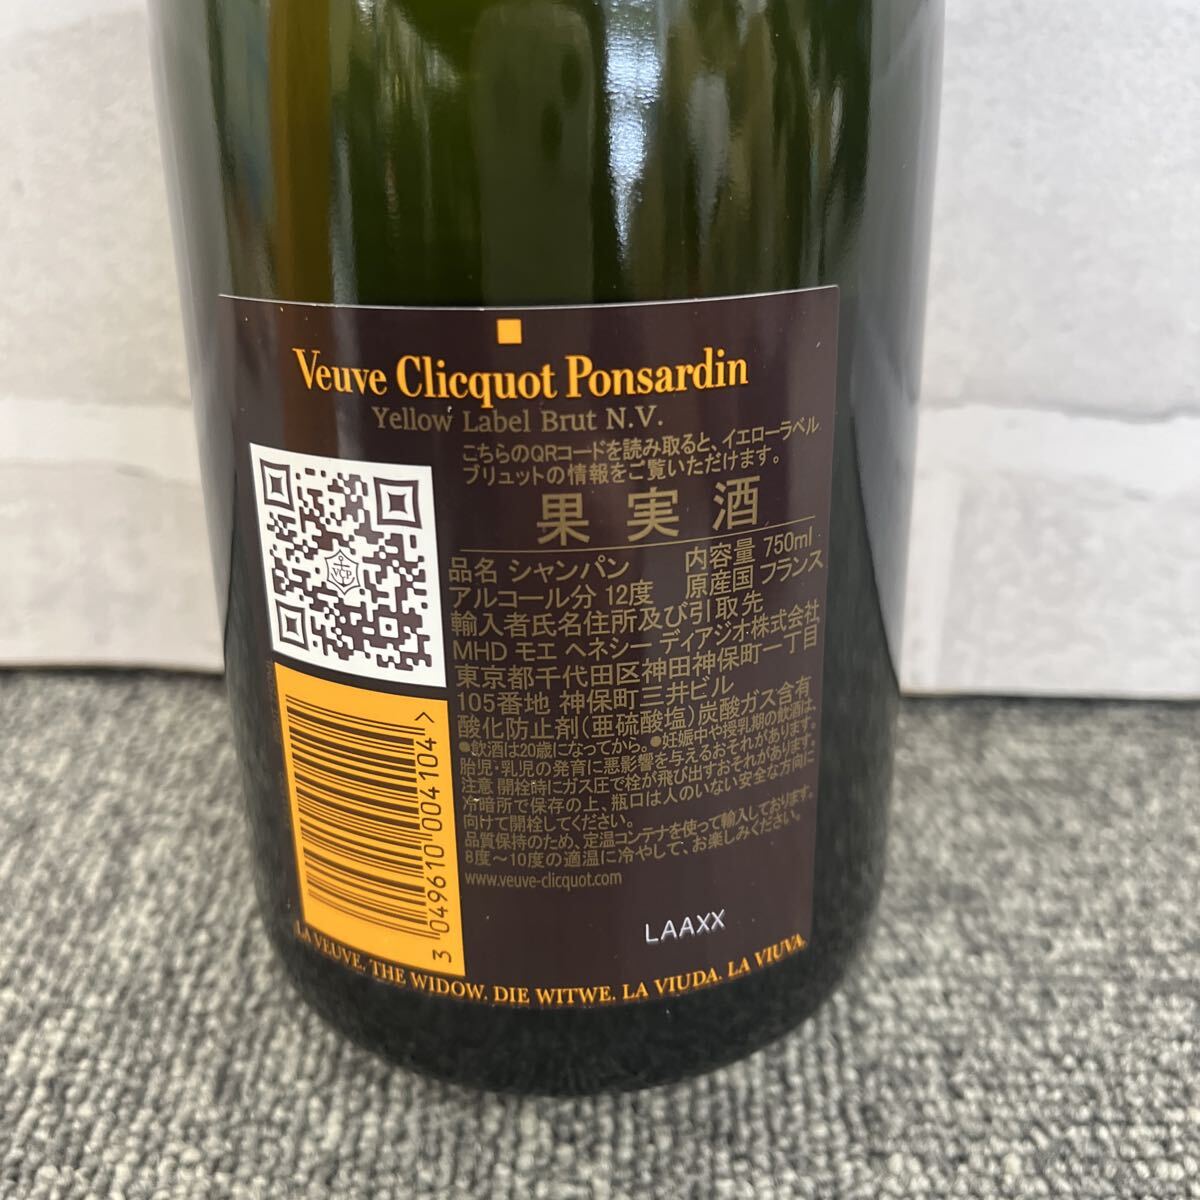 Veuve Clicquot Ponsardin
Yellow Label Brut N.V.
こちらのQRコードを読み取ると、イエローラベル
ブリュットの情報をご覧いただけます。
果実酒
品名 シャンパン 内容量 750ml
アルコール分 12度 原産国 フランス
輸入者氏名住所及び引取先
MHD モエ ヘネシー ディアジオ株式会社
東京都千代田区神田神保町一丁目
105番地 神保町三井ビル
酸化防止剤(亜硫酸塩)炭酸ガス含有
●飲酒は20歳になってから。●妊娠中や授乳期の飲酒は、
胎児・乳児の発育に悪影響を与えるおそれがあります。
注意 開栓時にガス圧で栓が飛び出すおそれがあります。
冷暗所で保存の上、瓶口は人のいない安全な方向に
向けて開栓してください。
品質保持のため、定温コンテナを使って輸入しております。
8度～10度の適温に冷やして、お楽しみください。
www.veuve-clicquot.com
VCP
3 049610 004104 >
LAAXX
LA VEUVE. THE WIDOW. DIE WITWE. LA VIUDA. LA VIUVA.